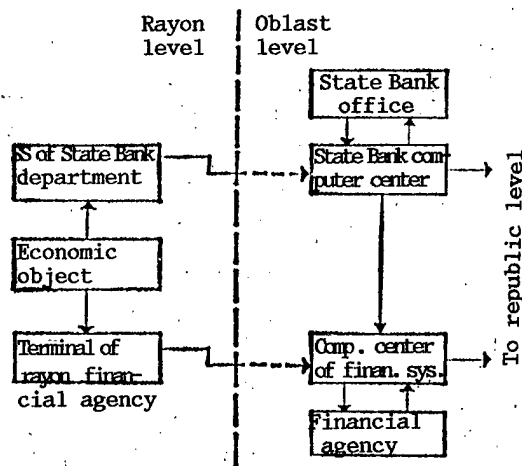 Rayon
level
Oblast
level
State Bank
office
SS of State Bank
department
State Bank com-
puter center
Economic
object
To republic level
Terminal of
rayon finan-
cial agency
Comp. center
of finan. sys.
Financial
agency